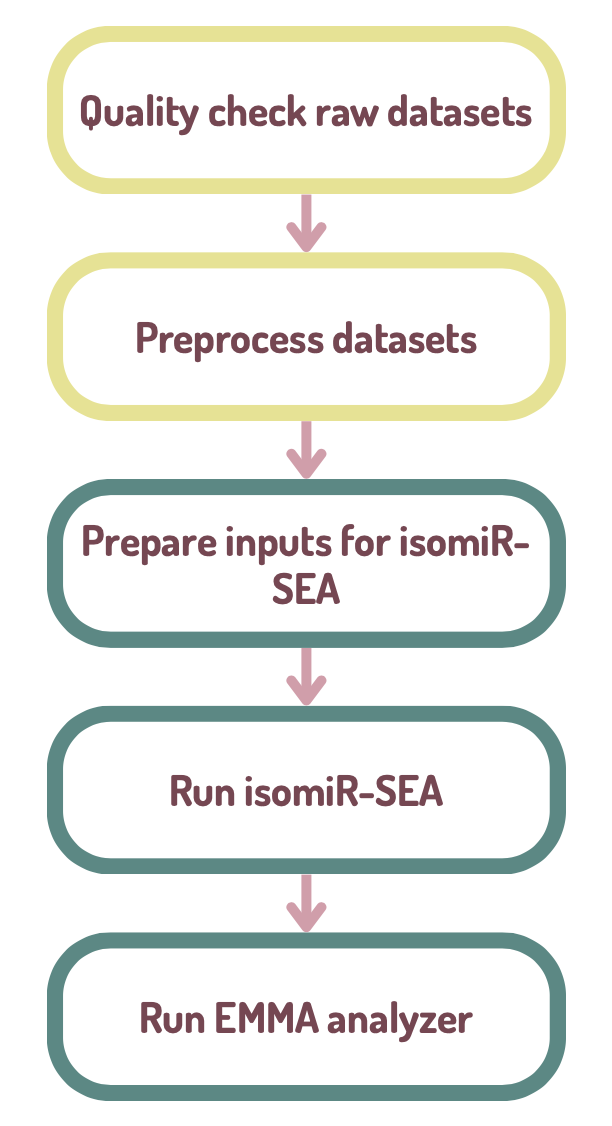 Quality check raw datasets
Preprocess datasets
Prepare inputs for isomiR-
SEA
Run isomiR-SEA
Run EMMA analyzer